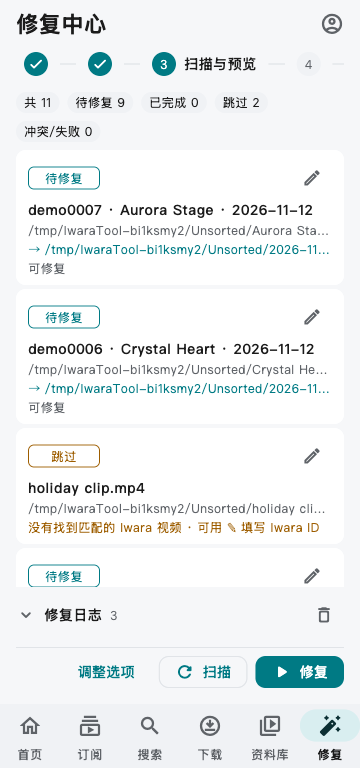 修复中心
3 扫描与预览 4
共 11 待修复 9 已完成 0 跳过 2
冲突/失败 0
待修复
demo0007 · Aurora Stage · 2026-11-12
/tmp/IwaraTool-bi1ksmy2/Unsorted/Aurora Sta...
→ /tmp/IwaraTool-bi1ksmy2/Unsorted/2026-11...
可修复
待修复
demo0006 · Crystal Heart · 2026-11-12
/tmp/IwaraTool-bi1ksmy2/Unsorted/Crystal He...
→ /tmp/IwaraTool-bi1ksmy2/Unsorted/2026-11...
可修复
跳过
holiday clip.mp4
/tmp/IwaraTool-bi1ksmy2/Unsorted/holiday cli...
没有找到匹配的 Iwara 视频 · 可用 ✎ 填写 Iwara ID
待修复
修复日志 3
调整选项 扫描 修复
首页 订阅 搜索 下载 资料库 修复